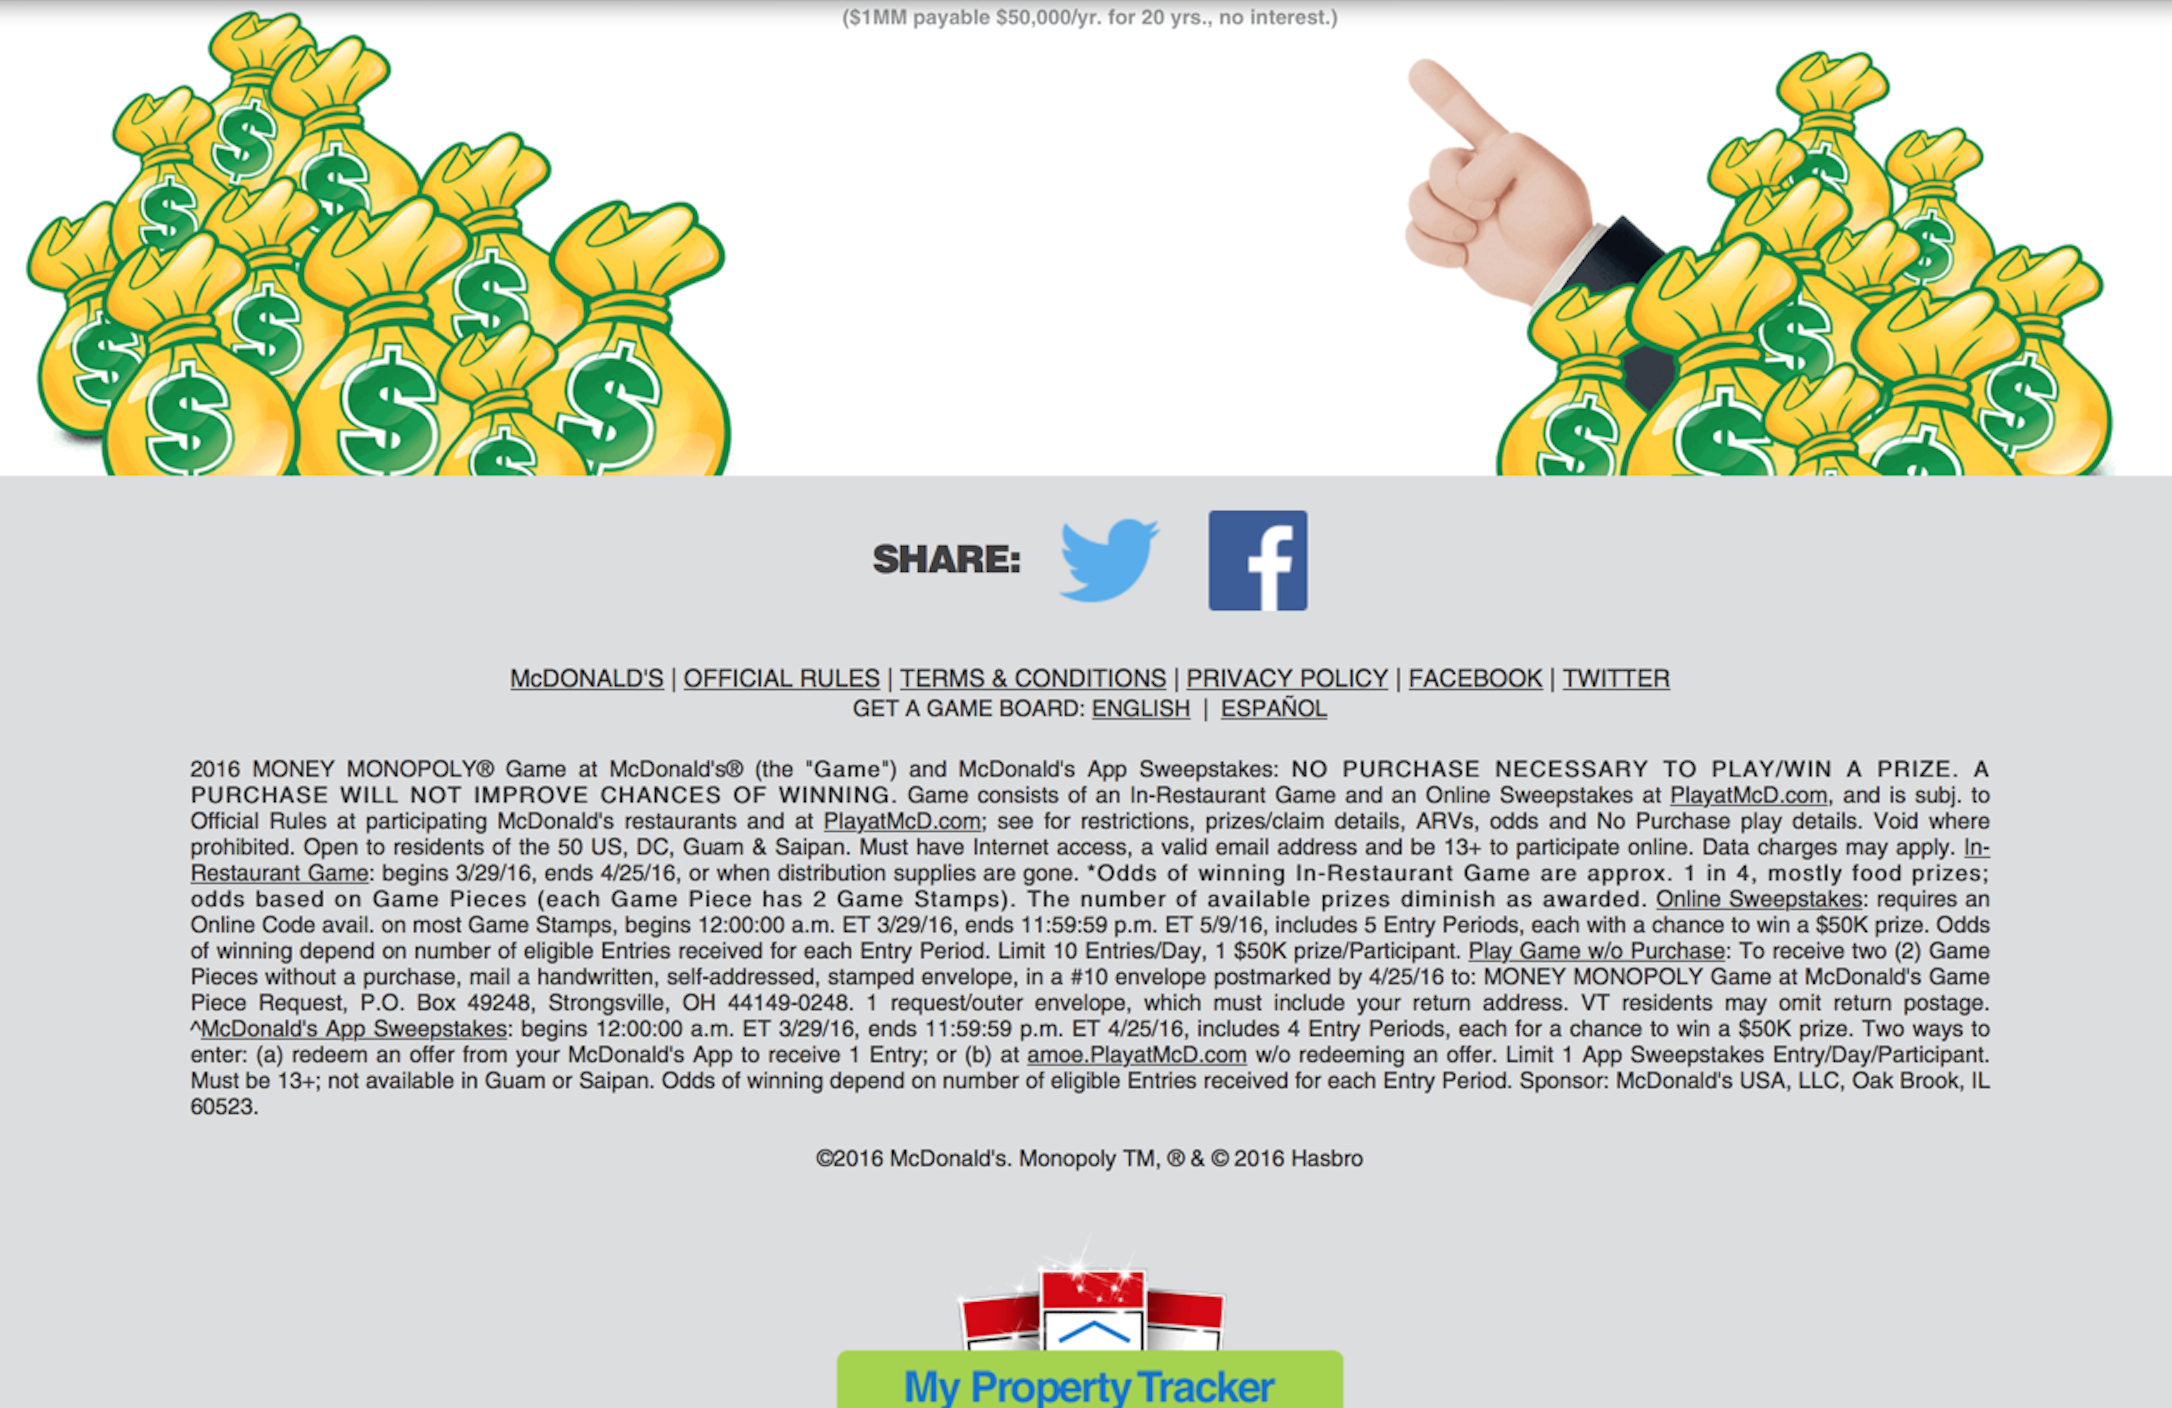 ($1MM payable $50,000/yr. for 20 yrs., no interest.)
$ $ $ $ $ $ $ $ $ $ $
$ $ $ $ $ $ $
SHARE: f
McDONALD'S | OFFICIAL RULES | TERMS & CONDITIONS | PRIVACY POLICY | FACEBOOK | TWITTER
GET A GAME BOARD: ENGLISH | ESPAÑOL
2016 MONEY MONOPOLY® Game at McDonald's® (the "Game") and McDonald's App Sweepstakes: NO PURCHASE NECESSARY TO PLAY/WIN A PRIZE. A
PURCHASE WILL NOT IMPROVE CHANCES OF WINNING. Game consists of an In-Restaurant Game and an Online Sweepstakes at PlayatMcD.com, and is subj. to
Official Rules at participating McDonald's restaurants and at PlayatMcD.com; see for restrictions, prizes/claim details, ARVs, odds and No Purchase play details. Void where
prohibited. Open to residents of the 50 US, DC, Guam & Saipan. Must have Internet access, a valid email address and be 13+ to participate online. Data charges may apply. In-
Restaurant Game: begins 3/29/16, ends 4/25/16, or when distribution supplies are gone. *Odds of winning In-Restaurant Game are approx. 1 in 4, mostly food prizes;
odds based on Game Pieces (each Game Piece has 2 Game Stamps). The number of available prizes diminish as awarded. Online Sweepstakes: requires an
Online Code avail. on most Game Stamps, begins 12:00:00 a.m. ET 3/29/16, ends 11:59:59 p.m. ET 5/9/16, includes 5 Entry Periods, each with a chance to win a $50K prize. Odds
of winning depend on number of eligible Entries received for each Entry Period. Limit 10 Entries/Day, 1 $50K prize/Participant. Play Game w/o Purchase: To receive two (2) Game
Pieces without a purchase, mail a handwritten, self-addressed, stamped envelope, in a #10 envelope postmarked by 4/25/16 to: MONEY MONOPOLY Game at McDonald's Game
Piece Request, P.O. Box 49248, Strongsville, OH 44149-0248. 1 request/outer envelope, which must include your return address. VT residents may omit return postage.
^McDonald's App Sweepstakes: begins 12:00:00 a.m. ET 3/29/16, ends 11:59:59 p.m. ET 4/25/16, includes 4 Entry Periods, each for a chance to win a $50K prize. Two ways to
enter: (a) redeem an offer from your McDonald's App to receive 1 Entry; or (b) at amoe.PlayatMcD.com w/o redeeming an offer. Limit 1 App Sweepstakes Entry/Day/Participant.
Must be 13+; not available in Guam or Saipan. Odds of winning depend on number of eligible Entries received for each Entry Period. Sponsor: McDonald's USA, LLC, Oak Brook, IL
60523.
©2016 McDonald's. Monopoly TM, ® & © 2016 Hasbro
My Property Tracker